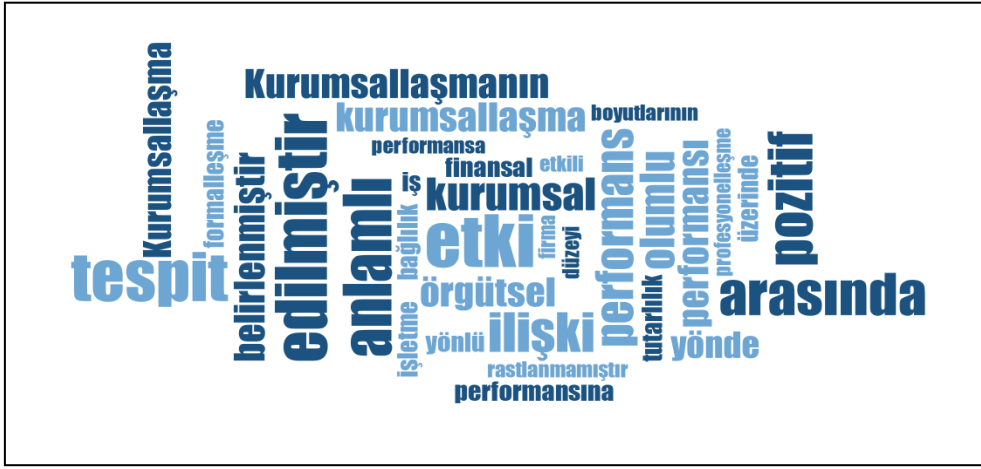 Kurumsallaşma
Kurumsallaşmanın
kurumsallaşma
boyutlarının
performansa
finansal
etkili
iş
kurumsal
formalleşme
belirlenmiştir
edilmiştir
anlamlı
bağlılık
etki
firma
düzeyi
performans
olumlu
performansı
profesyonelleşme
üzerinde
pozitif
tespit
örgütsel
arasında
işletme
yönlü
ilişki
tutarılık
yönde
rastlanmamıştır
performansına